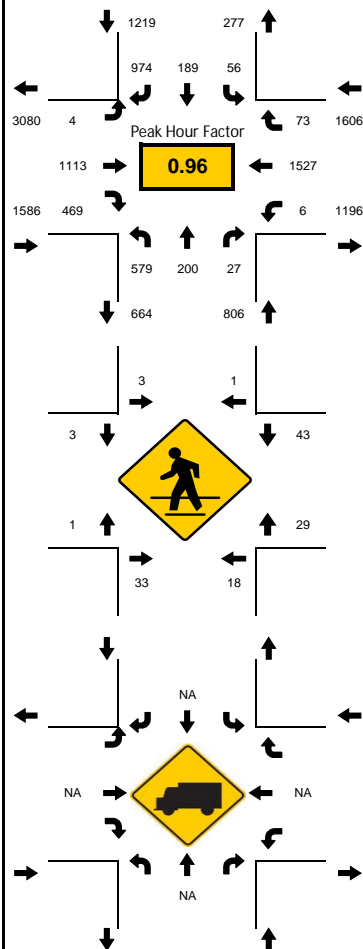 1219 277
974 189 56
3080 4 73 1606
Peak Hour Factor
1113 0.96 1527
1586 469 6 1196
579 200 27
664 806
3 1
3 43
1 29
33 18
NA
NA NA
NA